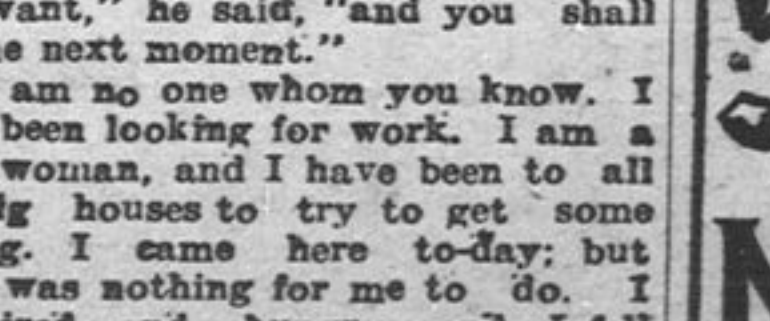 want," he said, "and you shall
e next moment."
am no one whom you know. I
been looking for work. I am a
woman, and I have been to all
houses to try to get some
g. I came here to-day; but
was nothing for me to do. I